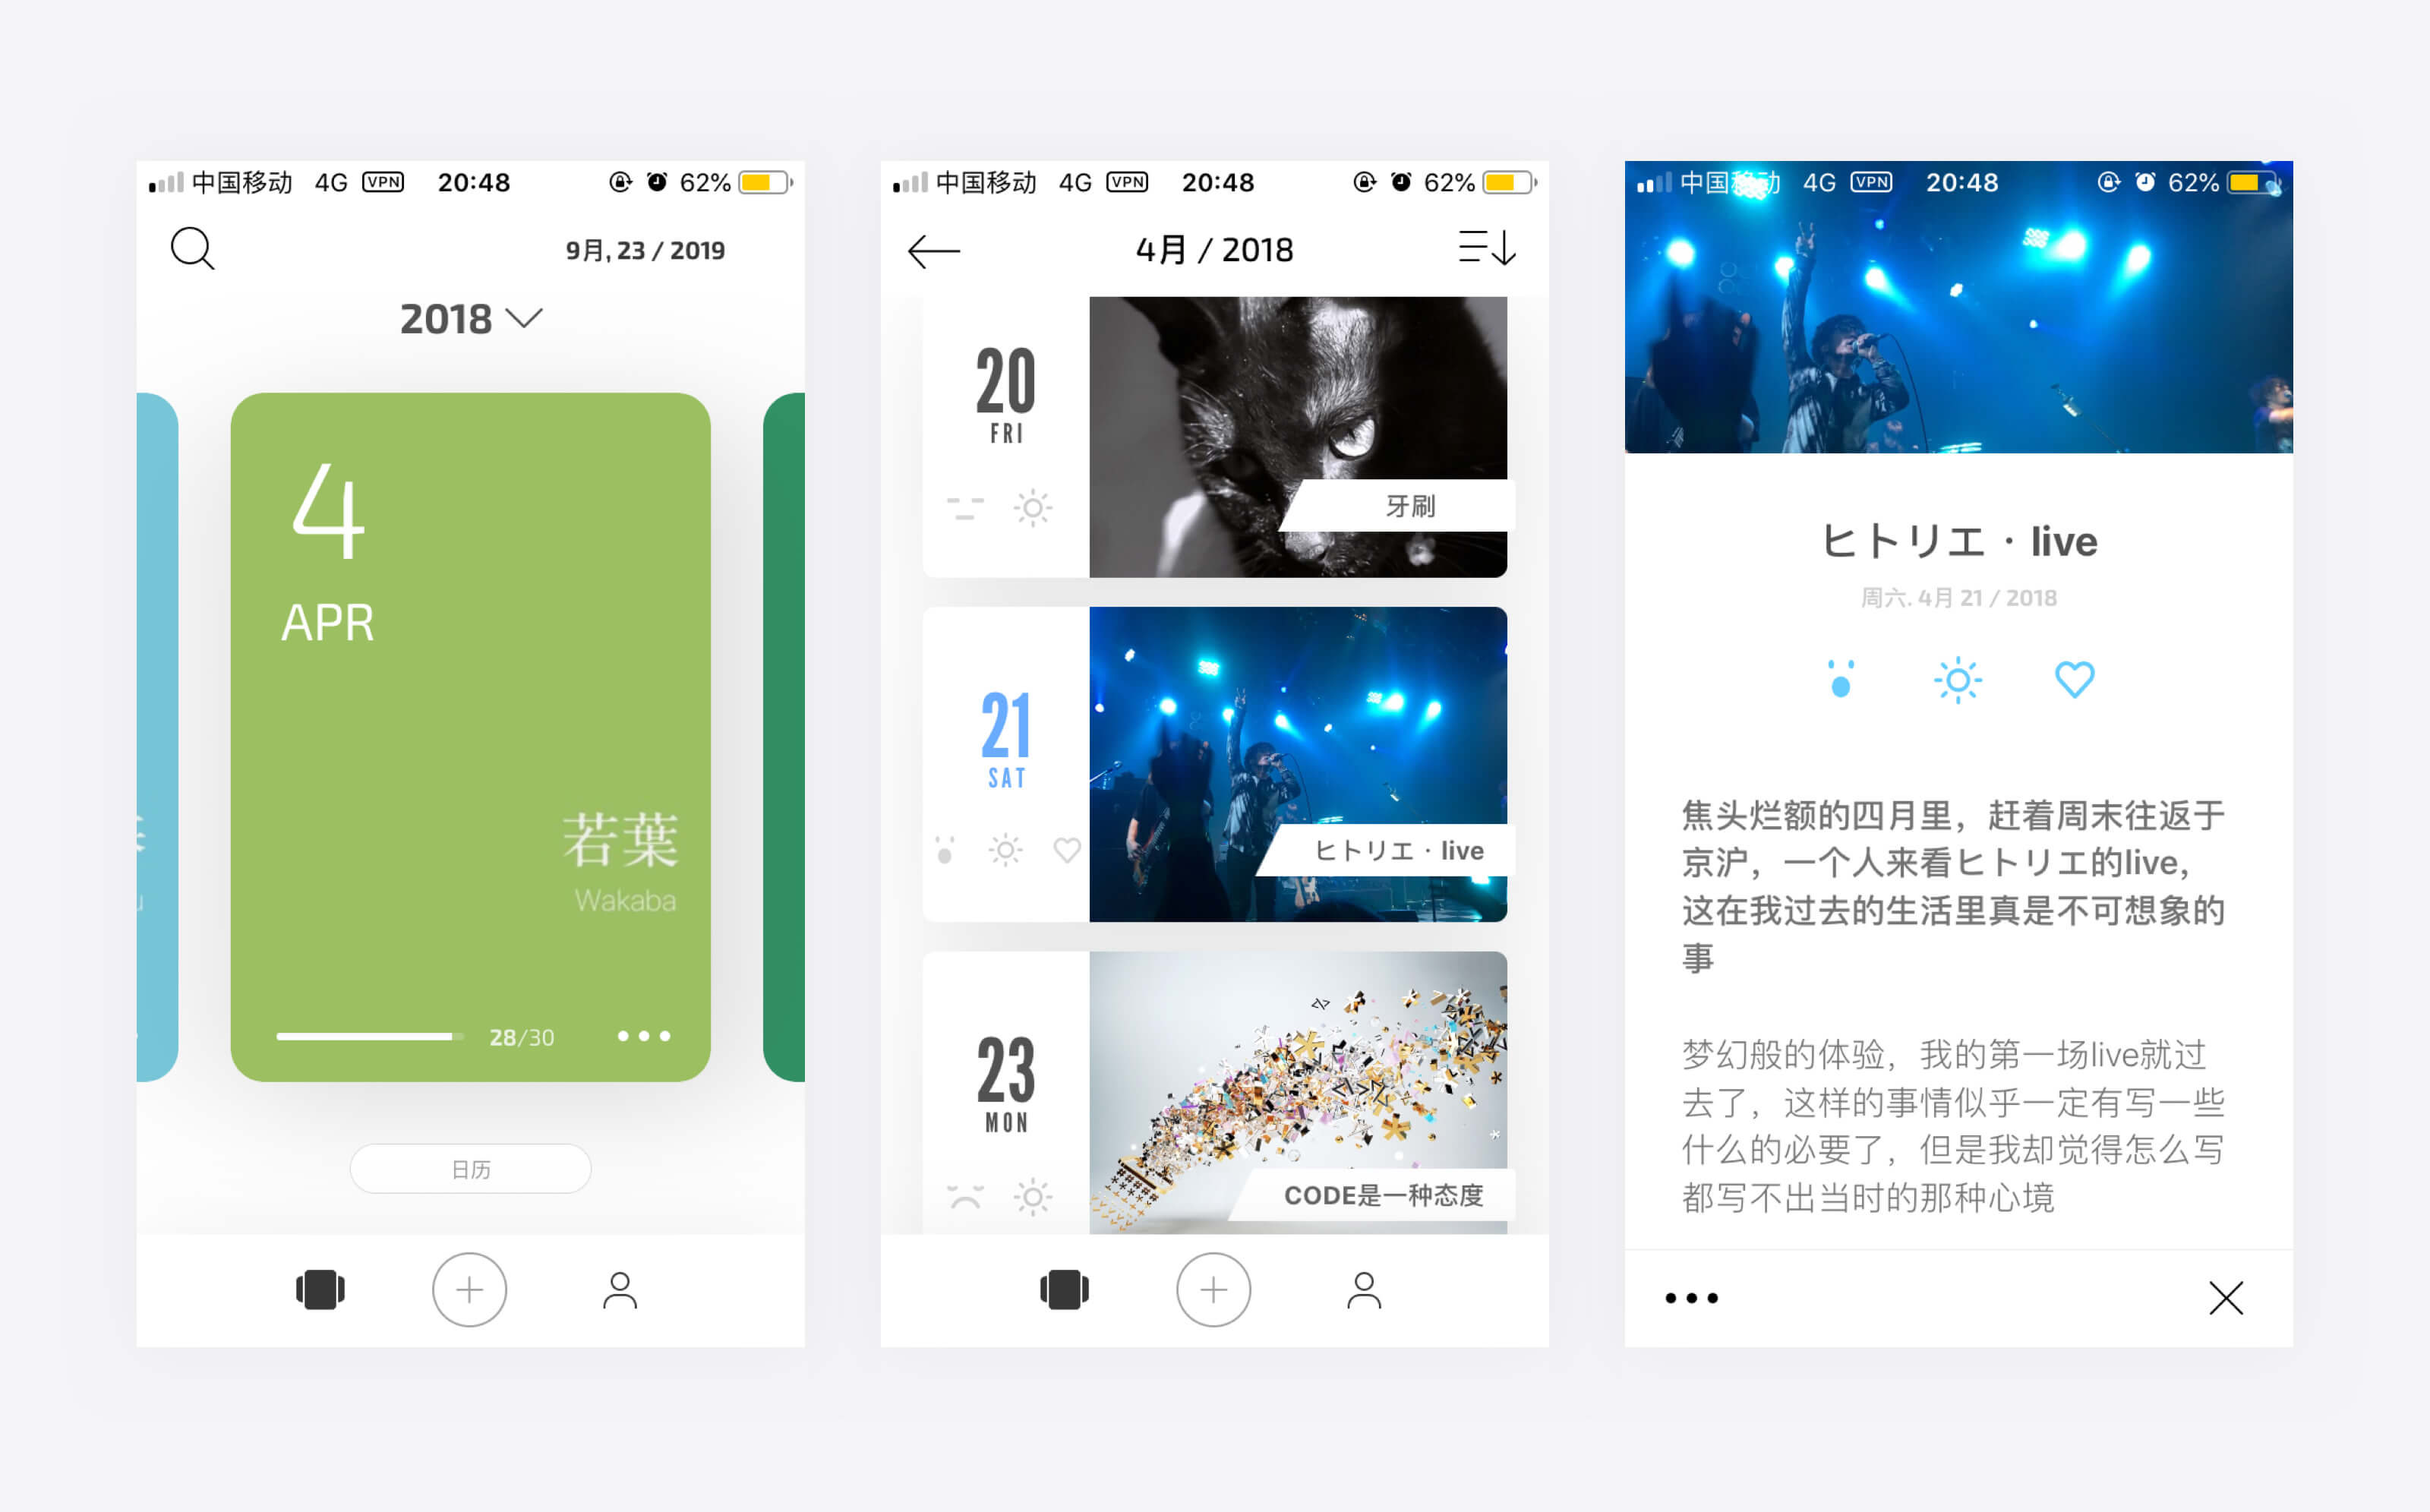 中国移动 4G VPN 20:48 62%
9月, 23 / 2019
2018
4
APR
若葉
Wakaba
28/30
日历
中国移动 4G VPN 20:48 62%
4月 / 2018
20
FRI
牙刷
21
SAT
ヒトリエ · live
23
MON
CODE是一种态度
中国移动 4G VPN 20:48 62%
ヒトリエ · live
周六. 4月 21 / 2018
焦头烂额的四月里，赶着周末往返于
京沪，一个人来看ヒトリエ的live，
这在我过去的生活里真是不可想象的
事
梦幻般的体验，我的第一场live就过
去了，这样的事情似乎一定有写一些
什么的必要了，但是我却觉得怎么写
都写不出当时的那种心境